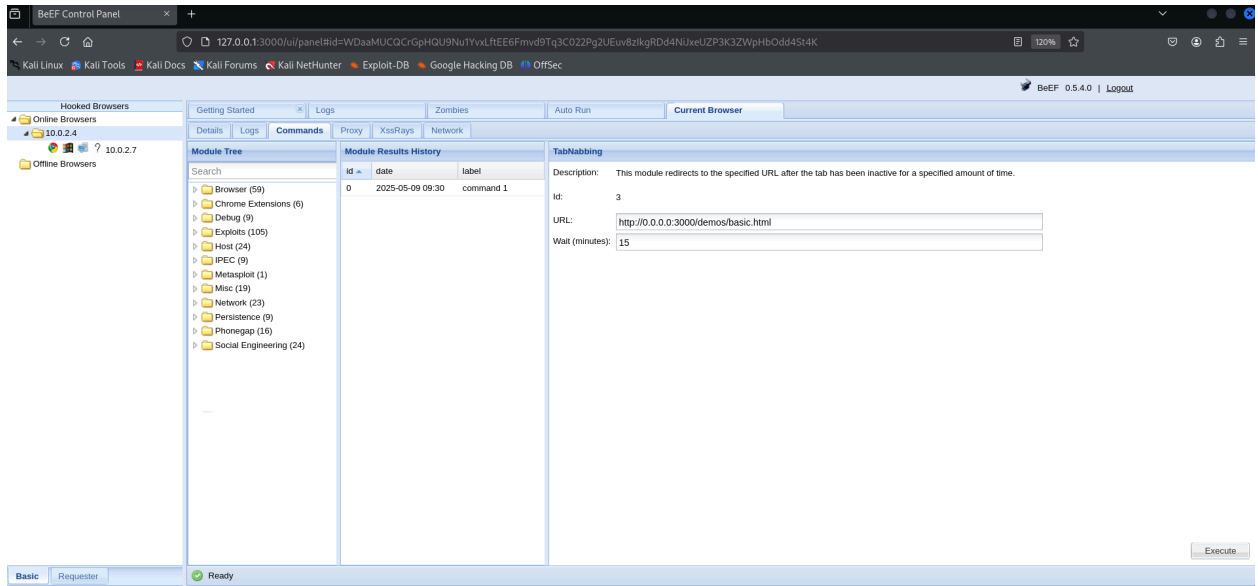 BeEF Control Panel
127.0.0.1:3000/ui/panel#id=WDaaMUCQCrGpHQU9Nu1YvxLftEE6Fmvd9Tq3C022Pg2UEuv8zIkgRDd4NiJxeUZP3K3ZWpHbOdd4St4K
120%
Kali Linux Kali Tools Kali Docs Kali Forums Kali NetHunter Exploit-DB Google Hacking DB OffSec
BeEF 0.5.4.0 | Logout
Hooked Browsers
Online Browsers
10.0.2.4
10.0.2.7
Offline Browsers
Getting Started Logs Zombies Auto Run Current Browser
Details Logs Commands Proxy XssRays Network
Module Tree
Search
Browser (59)
Chrome Extensions (6)
Debug (9)
Exploits (105)
Host (24)
IPEC (9)
Metasploit (1)
Misc (19)
Network (23)
Persistence (9)
Phonegap (16)
Social Engineering (24)
Module Results History
id date label
0 2025-05-09 09:30 command 1
TabNabbing
Description: This module redirects to the specified URL after the tab has been inactive for a specified amount of time.
Id: 3
URL: http://0.0.0.0:3000/demos/basic.html
Wait (minutes): 15
Execute
Basic Requester
Ready